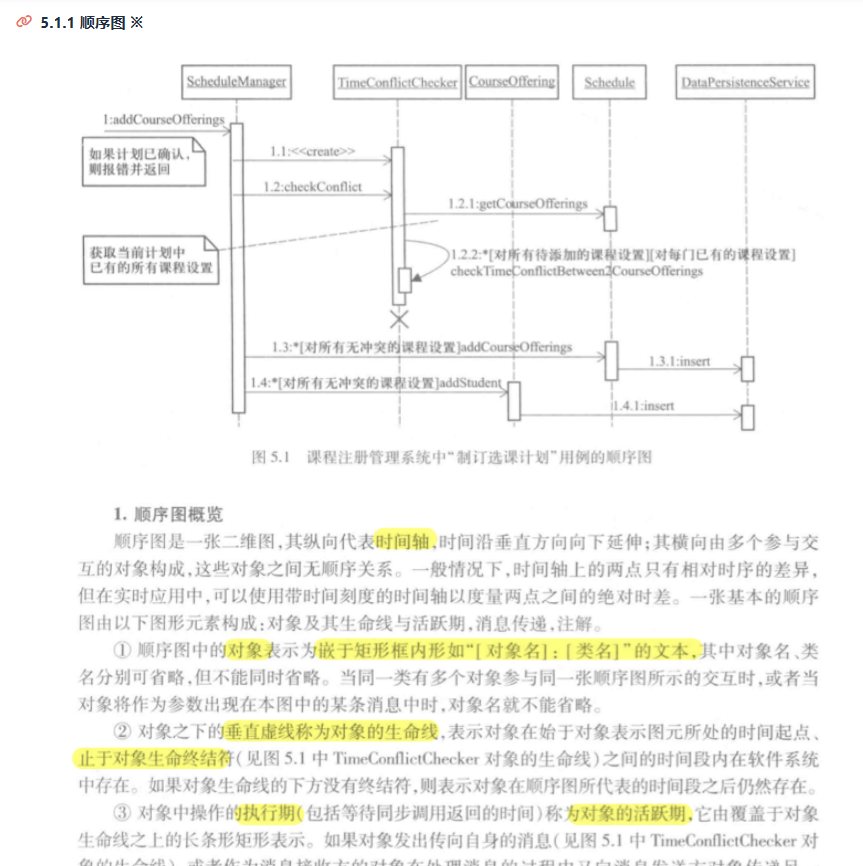 5.1.1 顺序图 ※
ScheduleManager
TimeConflictChecker
CourseOffering
Schedule
DataPersistenceService
1:addCourseOfferings
如果计划已确认，
则报错并返回
1.1:<<create>>
1.2:checkConflict
1.2.1:getCourseOfferings
获取当前计划中
已有的所有课程设置
1.2.2:*[对所有待添加的课程设置][对每门已有的课程设置]
checkTimeConflictBetween2CourseOfferings
1.3:*[对所有无冲突的课程设置]addCourseOfferings
1.3.1:insert
1.4:*[对所有无冲突的课程设置]addStudent
1.4.1:insert
图 5.1 课程注册管理系统中“制订选课计划”用例的顺序图
1. 顺序图概览
顺序图是一张二维图，其纵向代表时间轴，时间沿垂直方向向下延伸；其横向由多个参与交
互的对象构成，这些对象之间无顺序关系。一般情况下，时间轴上的两点只有相对时序的差异，
但在实时应用中，可以使用带时间刻度的时间轴以度量两点之间的绝对时差。一张基本的顺序
图由以下图形元素构成：对象及其生命线与活跃期，消息传递，注解。
① 顺序图中的对象表示为嵌于矩形框内形如“[对象名]：[类名]”的文本，其中对象名、类
名分别可省略，但不能同时省略。当同一类有多个对象参与同一张顺序图所示的交互时，或者当
对象将作为参数出现在本图中的某条消息中时，对象名就不能省略。
② 对象之下的垂直虚线称为对象的生命线，表示对象在始于对象表示图元所处的时间起点、
止于对象生命终结符(见图 5.1 中 TimeConflictChecker 对象的生命线)之间的时间段内在软件系统
中存在。如果对象生命线的下方没有终结符，则表示对象在顺序图所代表的时间段之后仍然存在。
③ 对象中操作的执行期(包括等待同步调用返回的时间)称为对象的活跃期，它由覆盖于对象
生命线之上的长条形矩形表示。如果对象发出传向自身的消息(见图 5.1 中 TimeConflictChecker 对